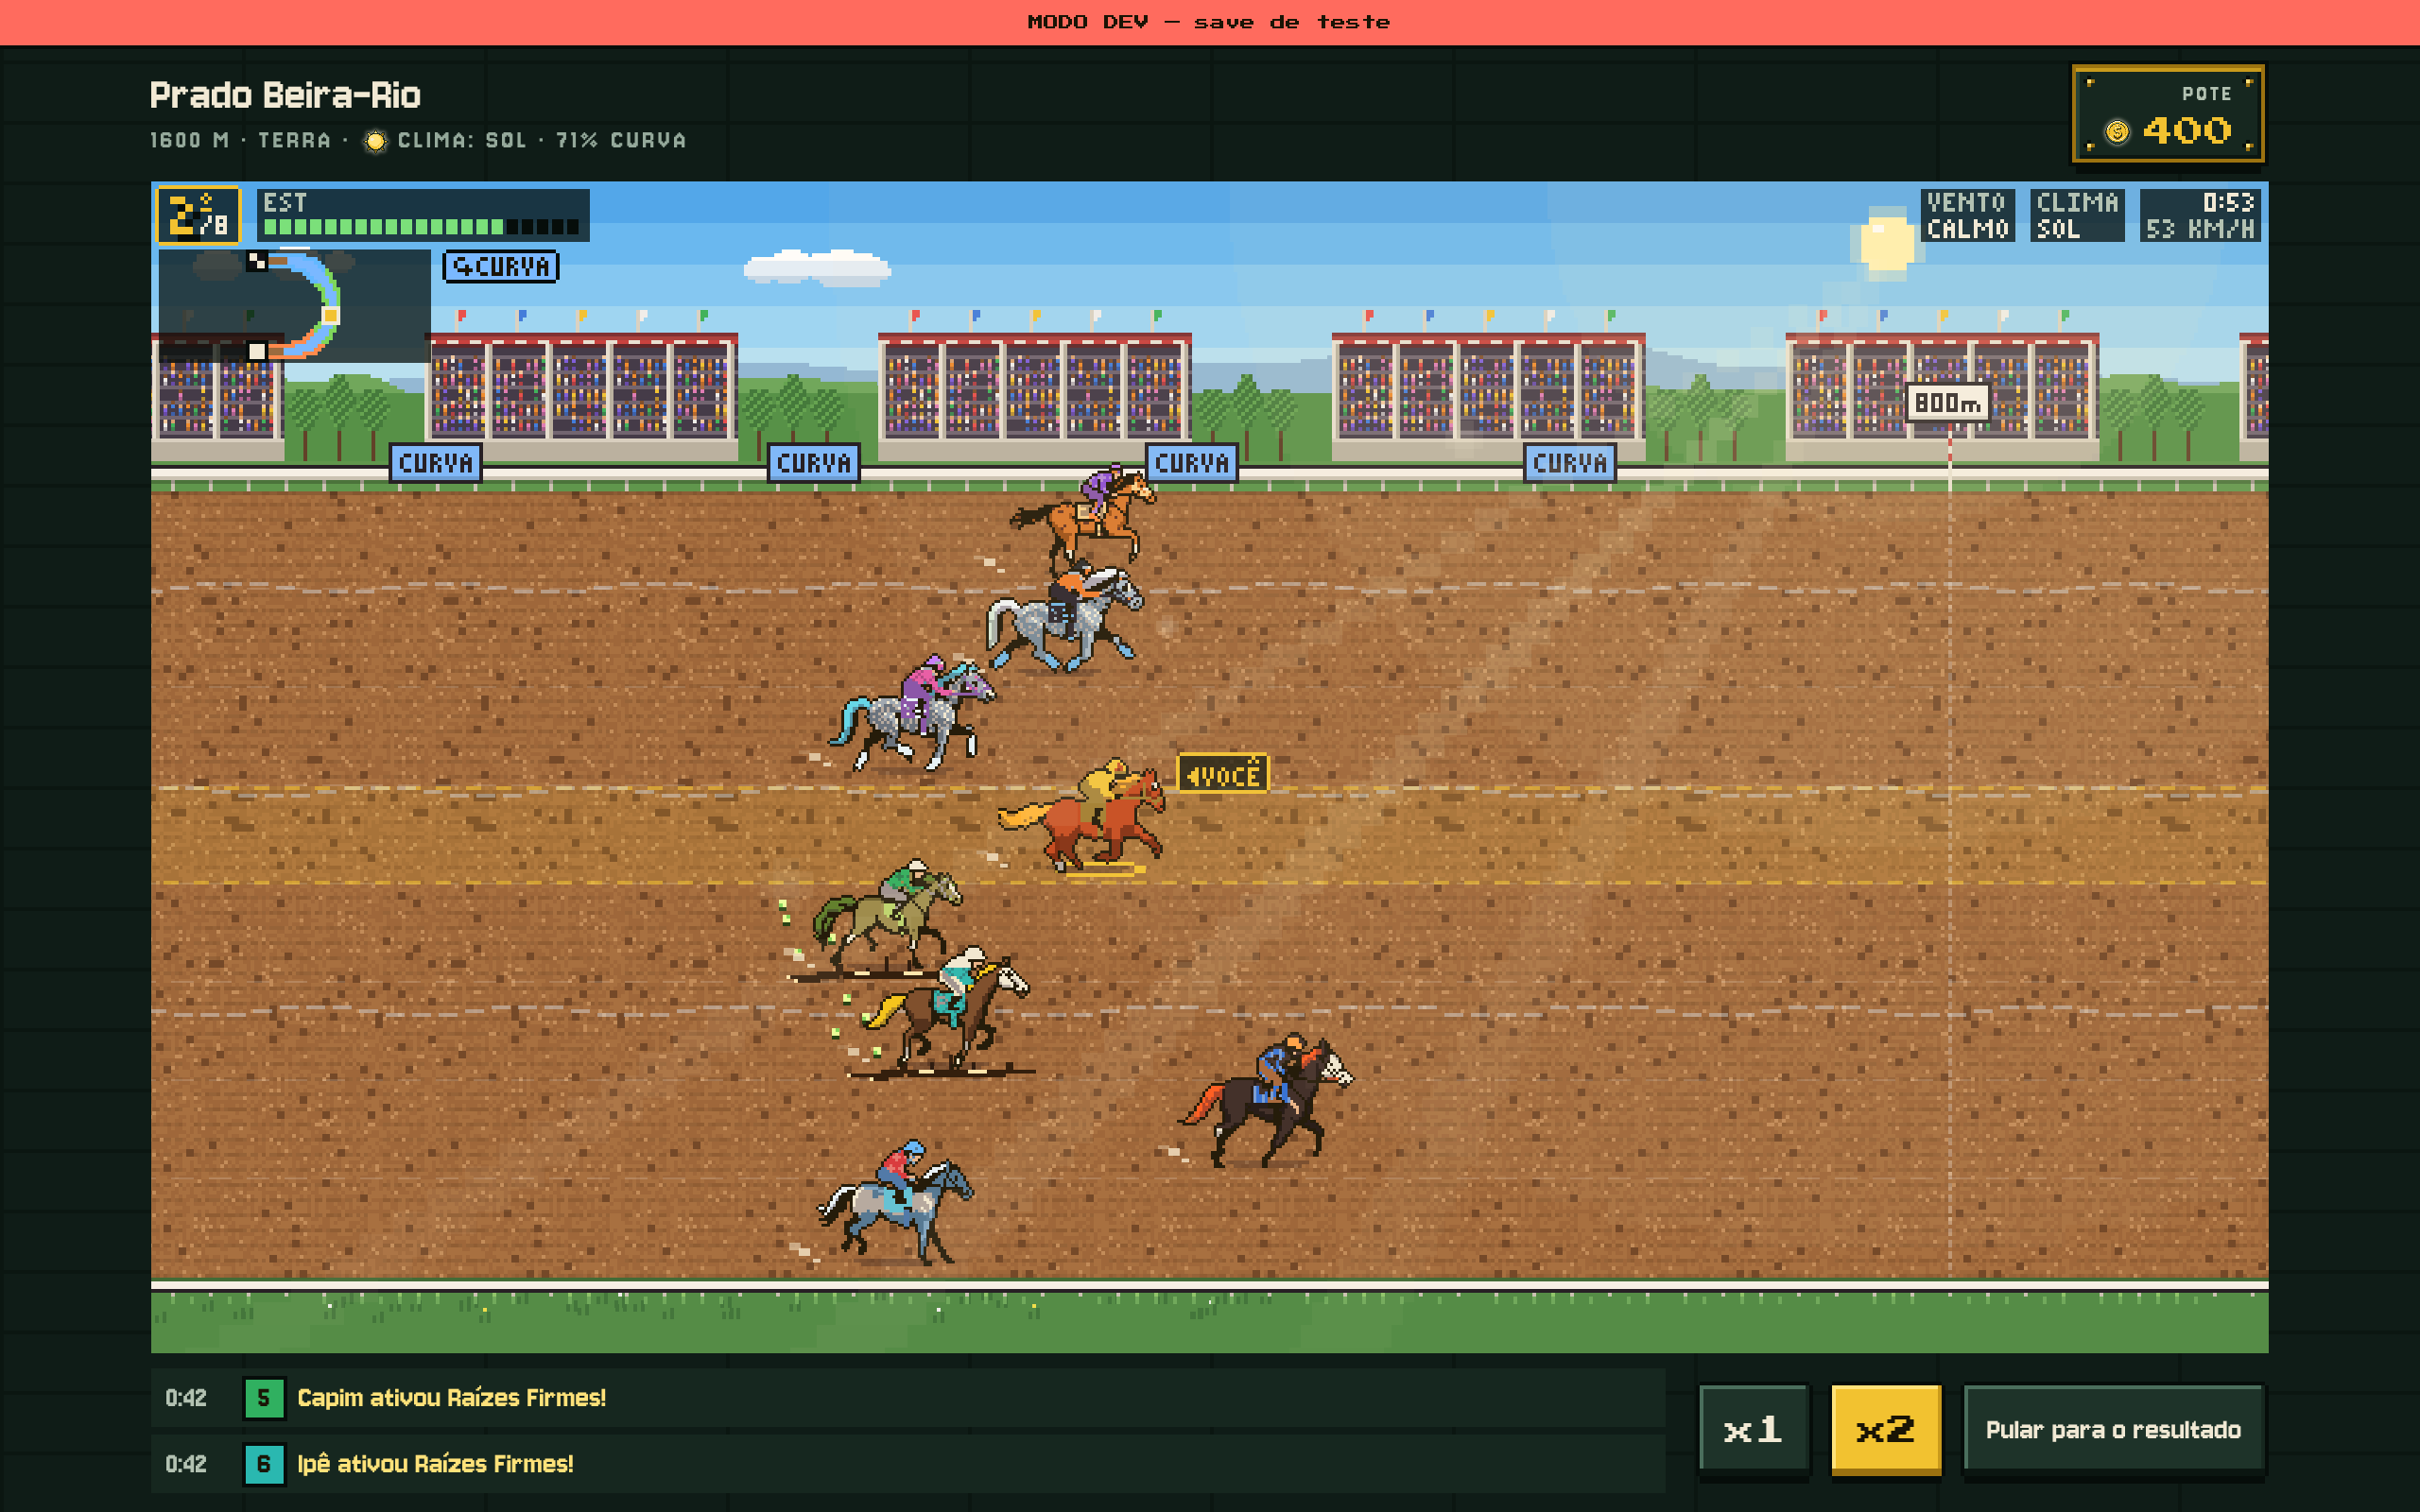 MODO DEV — save de teste
Prado Beira-Rio
1600 M · TERRA · CLIMA: SOL · 71% CURVA
POTE
400
2º/8
EST
VENTO
CALMO
CLIMA
SOL
0:53
53 KM/H
CURVA
800m
CURVA
CURVA
CURVA
CURVA
VOCÊ
0:42 5 Capim ativou Raízes Firmes!
0:42 6 Ipê ativou Raízes Firmes!
x1
x2
Pular para o resultado